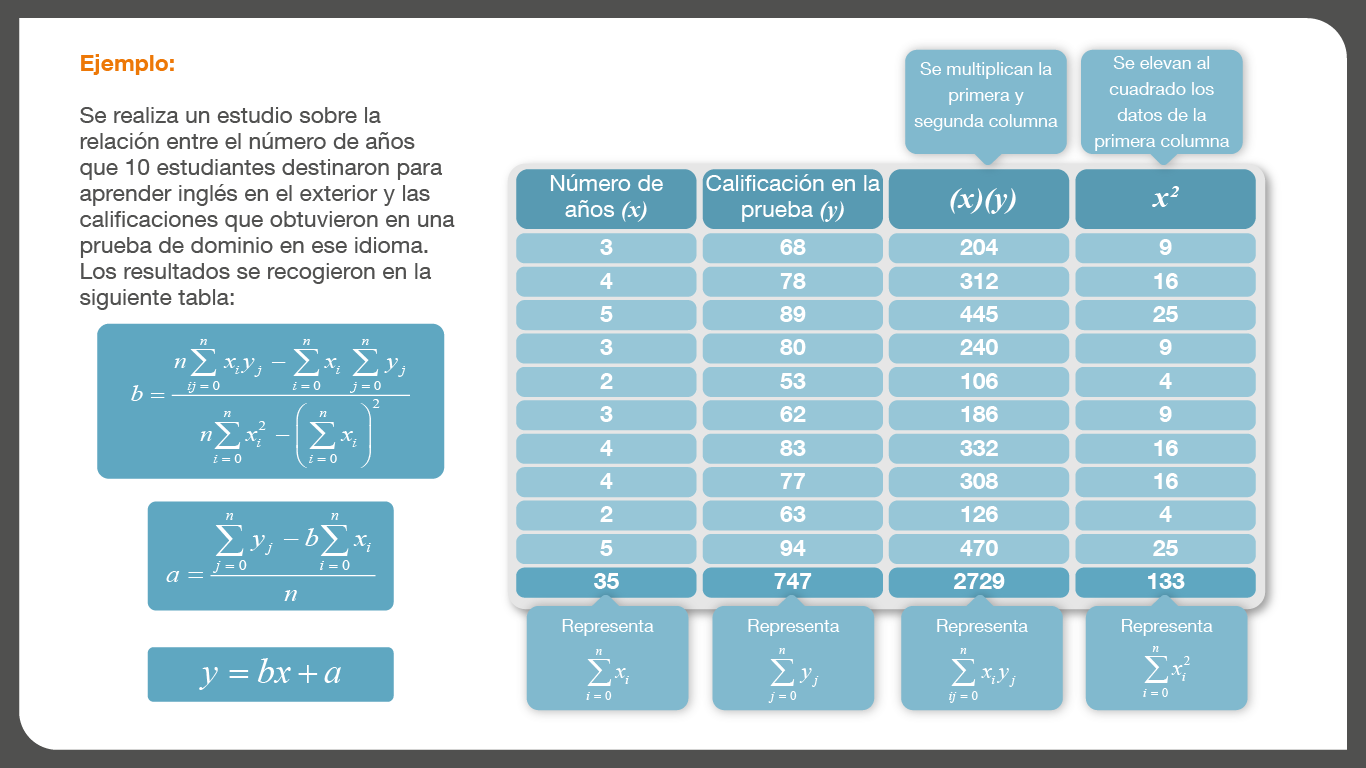 Ejemplo:
Se realiza un estudio sobre la
relación entre el número de años
que 10 estudiantes destinaron para
aprender inglés en el exterior y las
calificaciones que obtuvieron en una
prueba de dominio en ese idioma.
Los resultados se recogieron en la
siguiente tabla:
b = \frac{n\sum_{ij=0}^{n} x_i y_j - \sum_{i=0}^{n} x_i \sum_{j=0}^{n} y_j}{n\sum_{i=0}^{n} x_i^2 - \left(\sum_{i=0}^{n} x_i\right)^2}
a = \frac{\sum_{j=0}^{n} y_j - b\sum_{i=0}^{n} x_i}{n}
y = bx + a
Se multiplican la
primera y
segunda columna
Se elevan al
cuadrado los
datos de la
primera columna
Número de
años (x)
Calificación en la
prueba (y)
(x)(y)
x²
3 68 204 9
4 78 312 16
5 89 445 25
3 80 240 9
2 53 106 4
3 62 186 9
4 83 332 16
4 77 308 16
2 63 126 4
5 94 470 25
35 747 2729 133
Representa
\sum_{i=0}^{n} x_i
Representa
\sum_{j=0}^{n} y_j
Representa
\sum_{ij=0}^{n} x_i y_j
Representa
\sum_{i=0}^{n} x_i^2